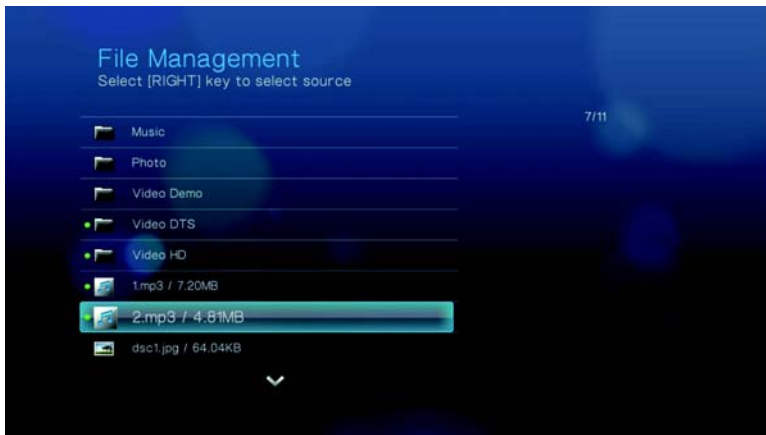 File Management
Select [RIGHT] key to select source
7/11
Music
Photo
Video Demo
Video DTS
Video HD
1.mp3 / 7.20MB
2.mp3 / 4.81MB
dsc1.jpg / 64.04KB